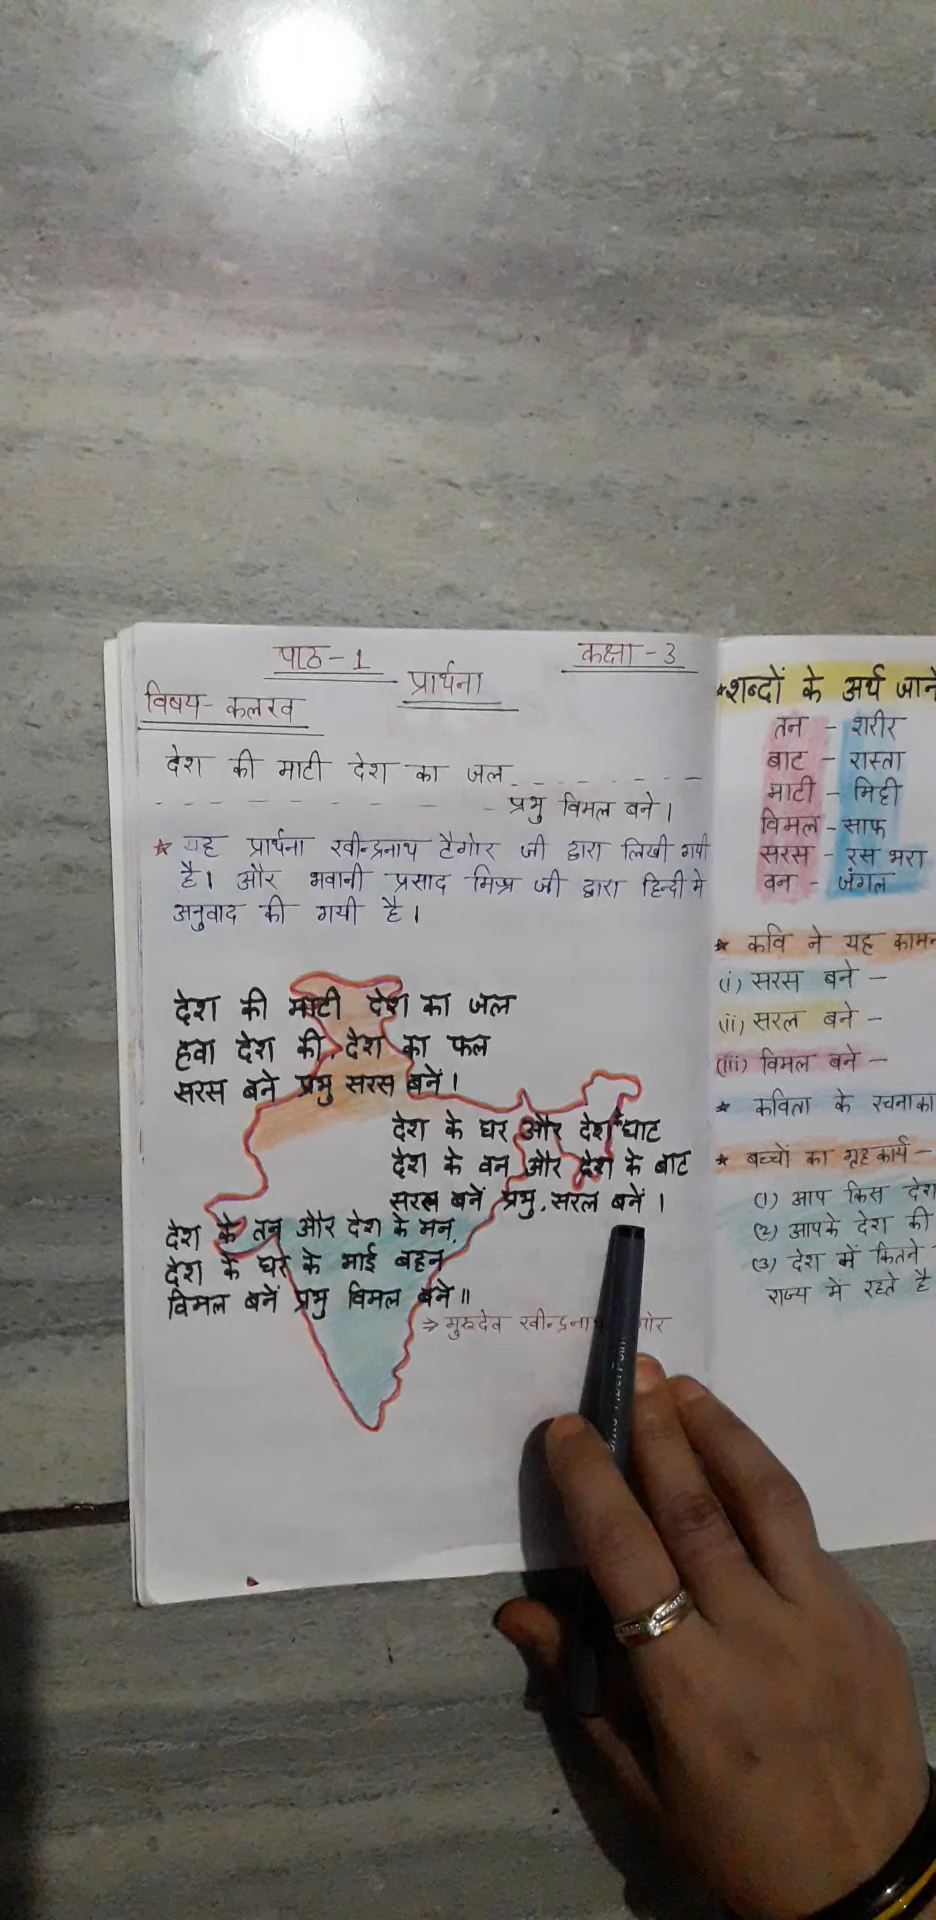 पाठ-1
कक्षा-3
प्रार्थना
विषय- कलरव
देश की माटी देश का जल
प्रभु विमल बने।
★ यह प्रार्थना रवीन्द्रनाथ टैगोर जी द्वारा लिखी गयी
है। और भवानी प्रसाद मिश्र जी द्वारा हिन्दी मे
अनुवाद की गयी है।
देश की माटी देश का जल
हवा देश की, देश का फल
सरस बने प्रभु सरस बने।
देश के घर और देश के घाट
देश के वन और देश के बाट
सरल बनें प्रभु, सरल बनें।
देश के तन और देश के मन,
देश के घर के भाई बहन
विमल बनें प्रभु विमल बने॥
⇒ गुरुदेव
★शब्दों के अर्थ जाने
तन - शरीर
बाट - रास्ता
माटी - मिट्टी
विमल - साफ
सरस - रस भरा
वन - जंगल
★ कवि ने यह
(i) सरस बने -
(ii) सरल बने -
(iii) विमल बने -
★ कविता के
★ बच्चों का गृहकार्य -
(1) आप किस देश
(2) आपके देश की
(3) देश में कितने
राज्य में रहते है